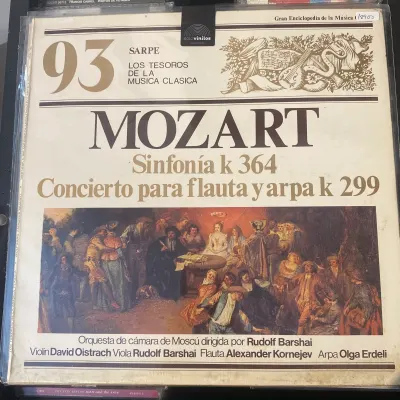 Gran Enciclopedia de la Musica
93
SARPE
LOS TESOROS
DE LA
MUSICA CLASICA
MOZART
Sinfonía k 364
Concierto para flauta y arpa k 299
Orquesta de cámara de Moscú dirigida por Rudolf Barshai
Violín David Oistrach Viola Rudolf Barshai Flauta Alexander Kornejev Arpa Olga Erdeli